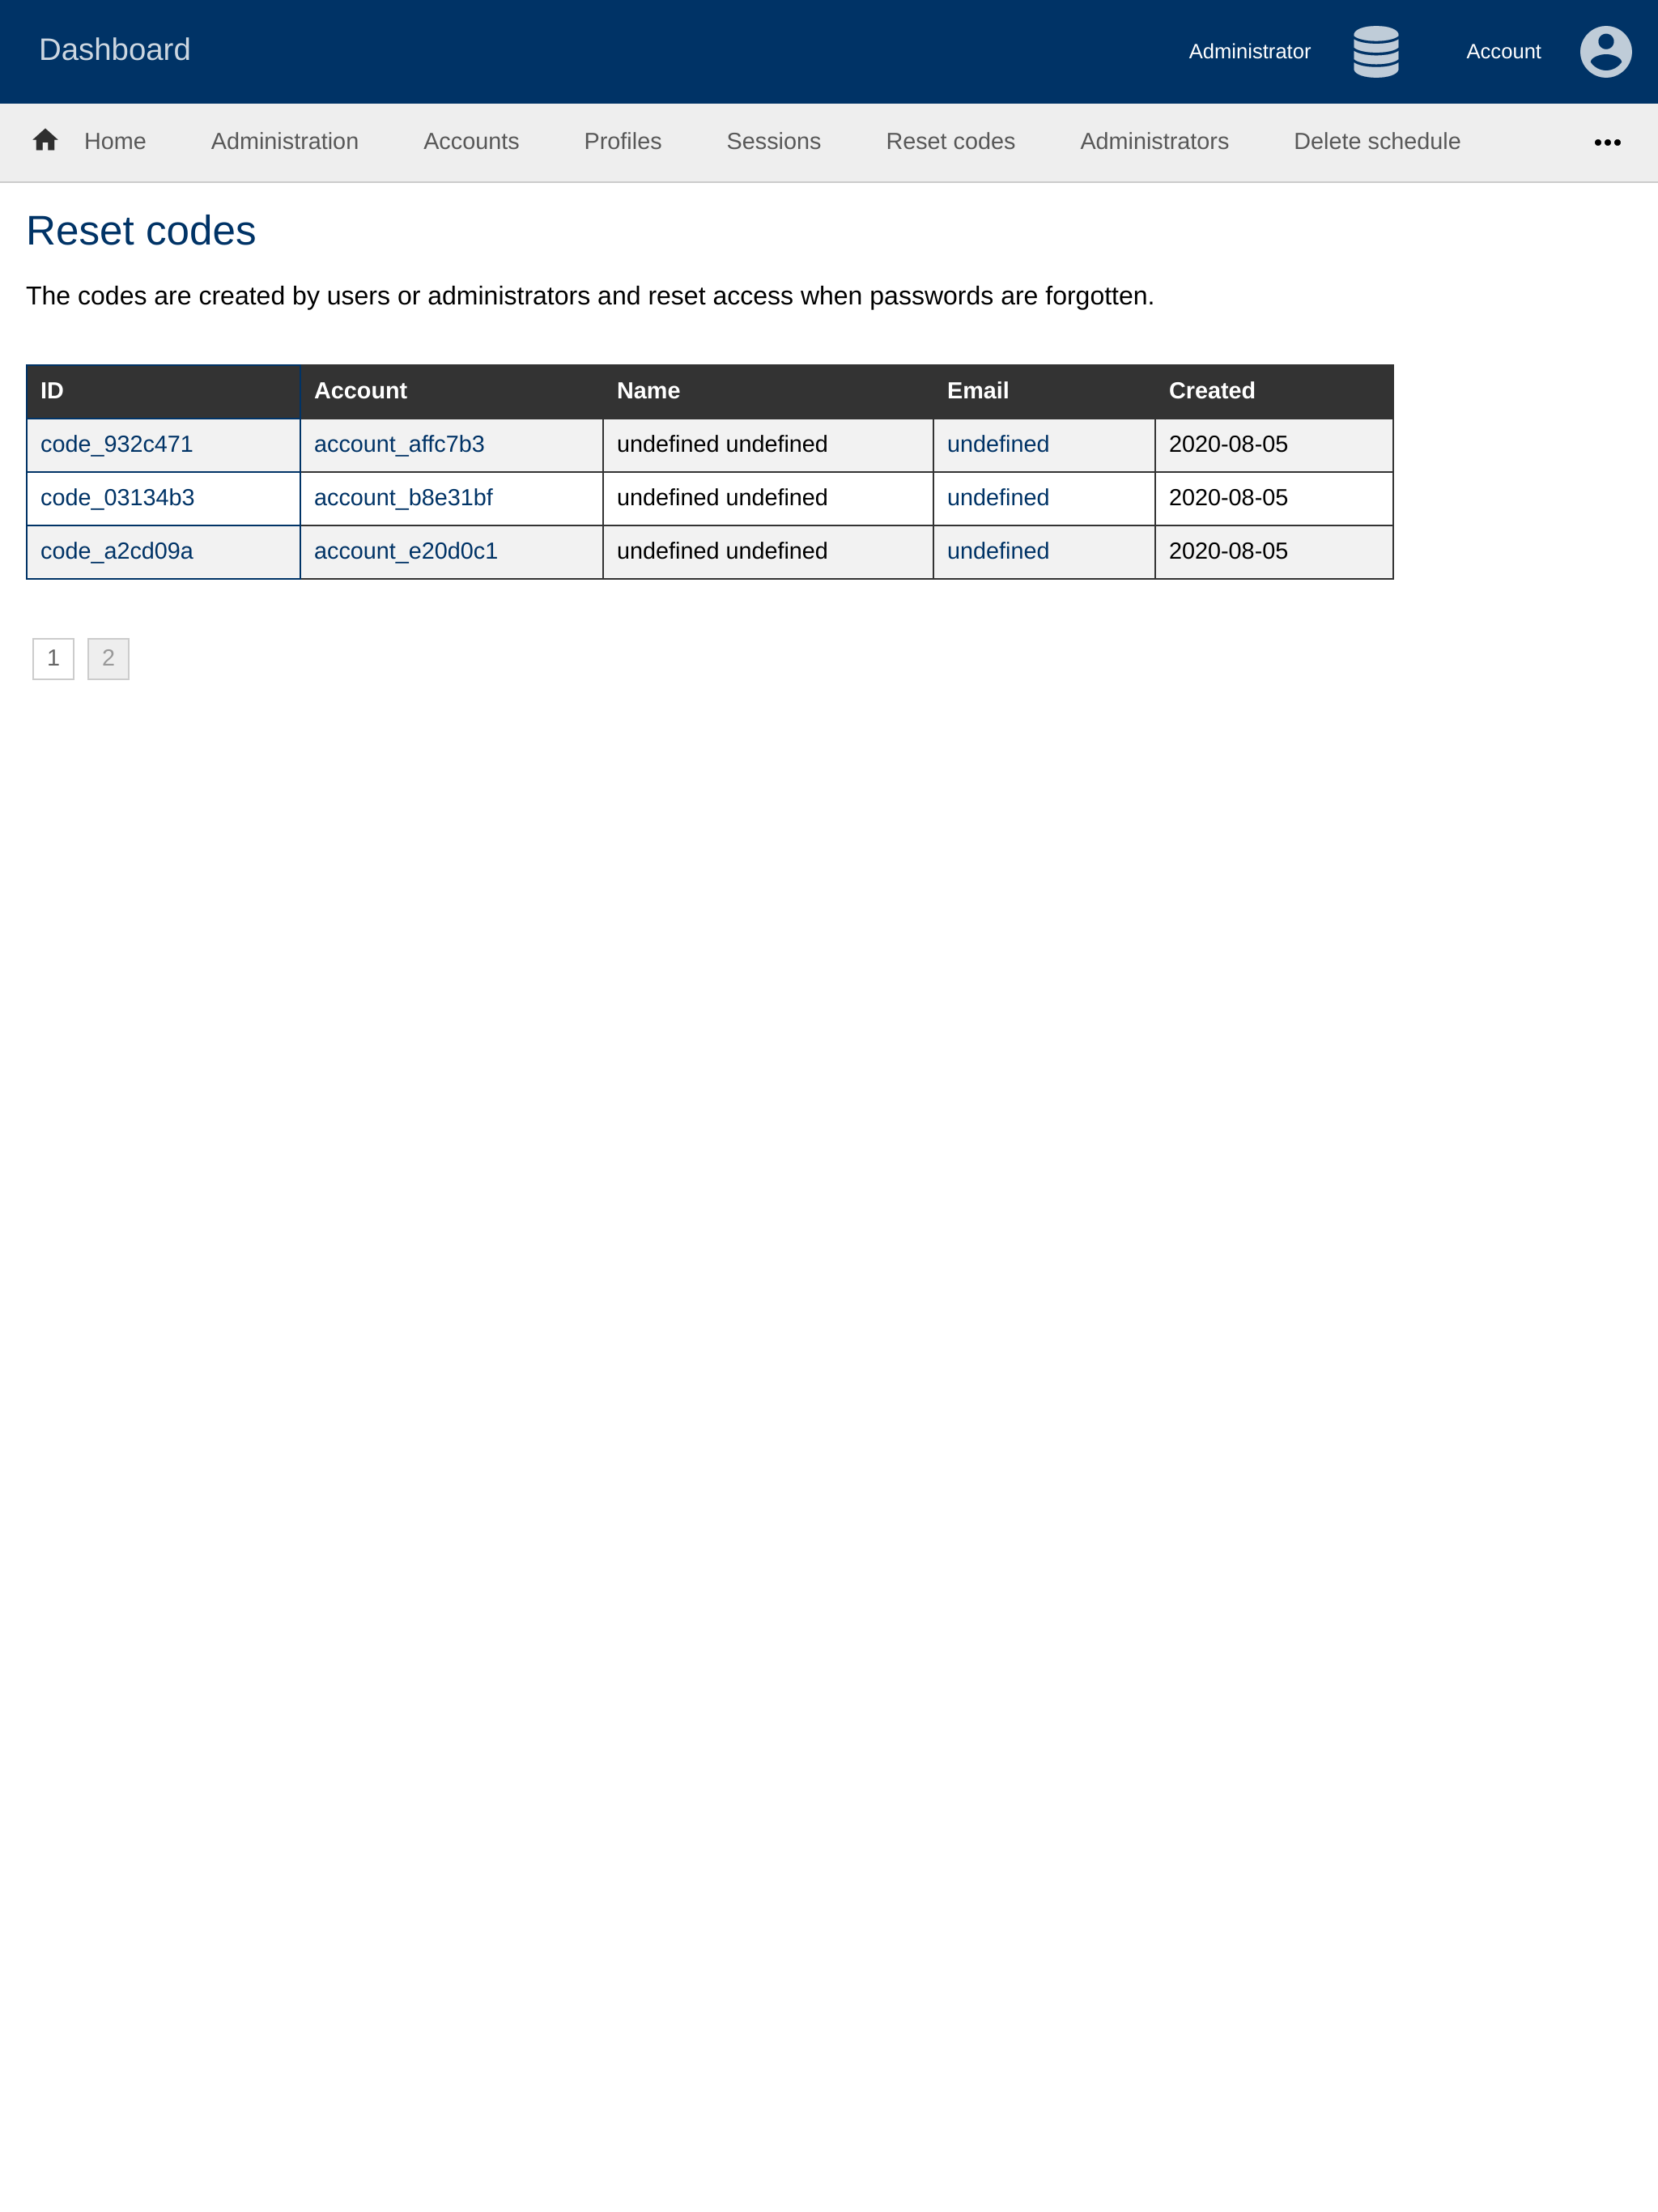 Dashboard Administrator Account
Home Administration Accounts Profiles Sessions Reset codes Administrators Delete schedule
Reset codes
The codes are created by users or administrators and reset access when passwords are forgotten.
ID Account Name Email Created
code_932c471 account_affc7b3 undefined undefined undefined 2020-08-05
code_03134b3 account_b8e31bf undefined undefined undefined 2020-08-05
code_a2cd09a account_e20d0c1 undefined undefined undefined 2020-08-05
1 2